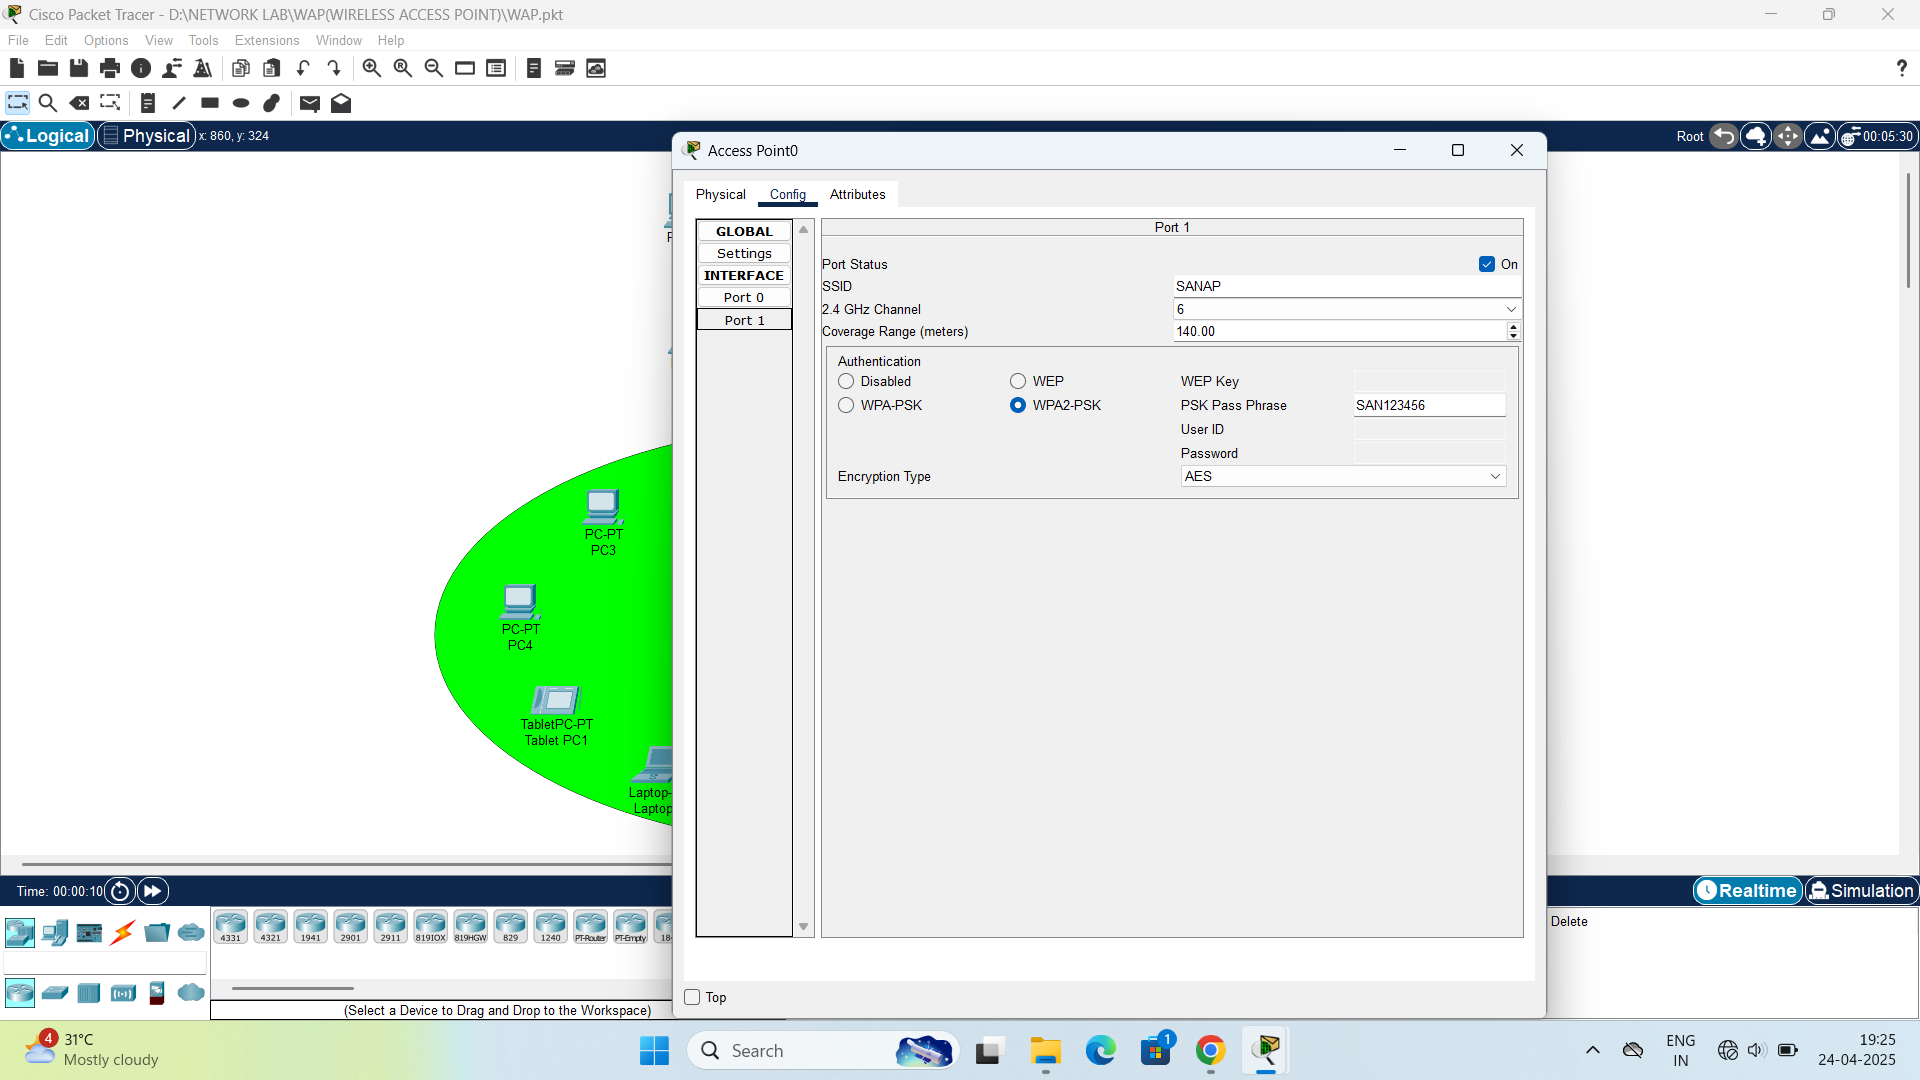 Cisco Packet Tracer - D:\NETWORK LAB\WAP(WIRELESS ACCESS POINT)\WAP.pkt
File Edit Options View Tools Extensions Window Help
?
Logical Physical x: 860, y: 324 Root 00:05:30
Access Point0
Physical Config Attributes
GLOBAL
Settings
INTERFACE
Port 0
Port 1
Port 1
Port Status On
SSID SANAP
2.4 GHz Channel 6
Coverage Range (meters) 140.00
Authentication
Disabled WEP WEP Key
WPA-PSK WPA2-PSK PSK Pass Phrase SAN123456
User ID
Password
Encryption Type AES
PC-PT
PC3
PC-PT
PC4
TabletPC-PT
Tablet PC1
Laptop-
Laptop
Top
Time: 00:00:10 Realtime Simulation
4331 4321 1941 2901 2911 819IOX 819HGW 829 1240 PT-Router PT-Empty 18
Delete
(Select a Device to Drag and Drop to the Workspace)
4 31°C
Mostly cloudy
Search
1
ENG
IN
19:25
24-04-2025